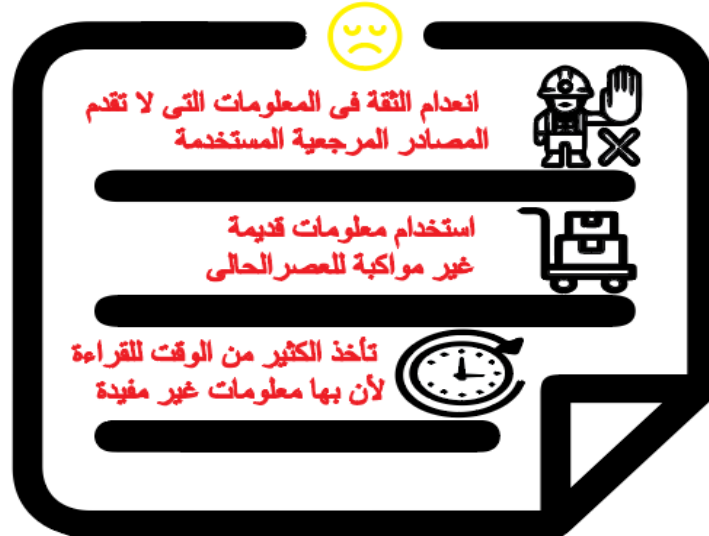 انعدام الثقة فى المعلومات التى لا تقدم
المصادر المرجعية المستخدمة
استخدام معلومات قديمة
غير مواكبة للعصرالحالى
تأخذ الكثير من الوقت للقراءة
لأن بها معلومات غير مفيدة